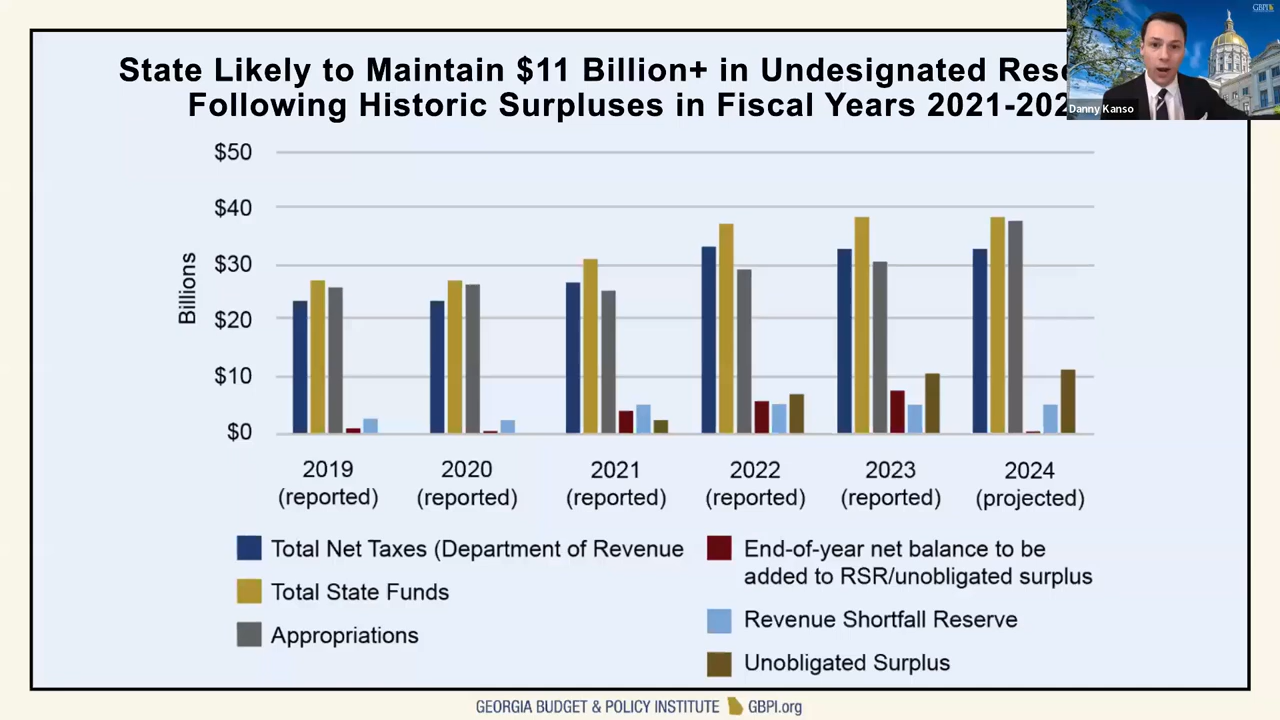 State Likely to Maintain $11 Billion+ in Undesignated
Following Historic Surpluses in Fiscal Years
GBPI
Danny Kanso
$50
$40
$30
$20
$10
$0
Billions
2019
(reported)
2020
(reported)
2021
(reported)
2022
(reported)
2023
(reported)
2024
(projected)
Total Net Taxes (Department of Revenue
Total State Funds
Appropriations
End-of-year net balance to be
added to RSR/unobligated surplus
Revenue Shortfall Reserve
Unobligated Surplus
GEORGIA BUDGET & POLICY INSTITUTE GBPI.org